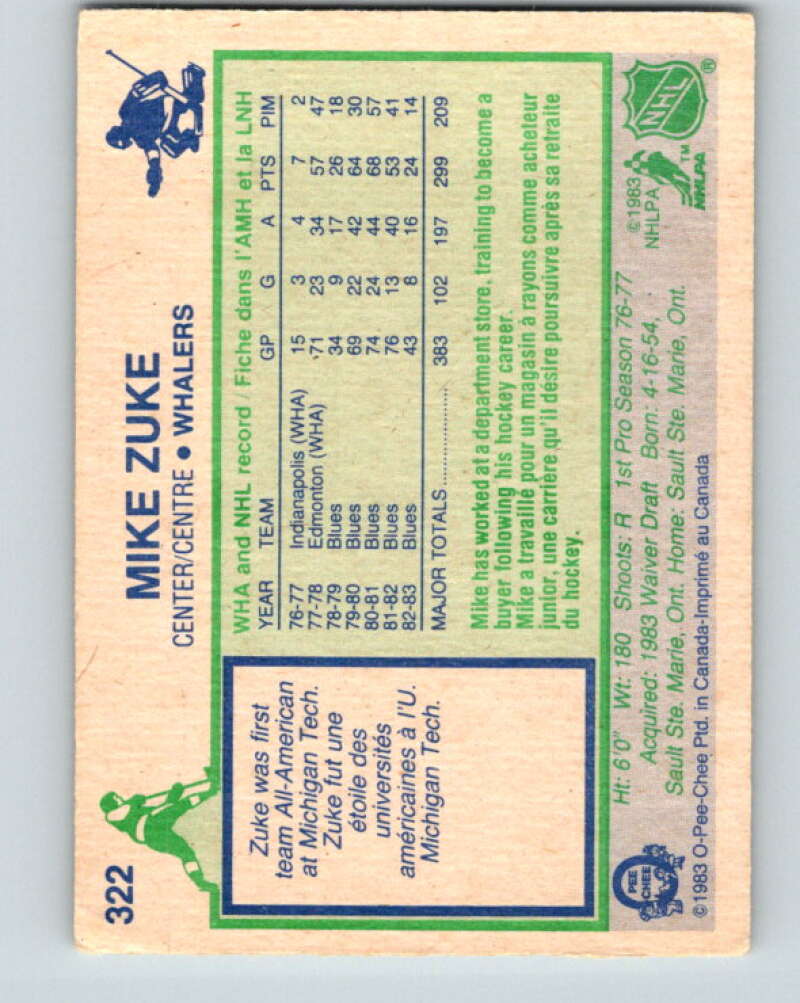 322
MIKE ZUKE
CENTER/CENTRE • WHALERS
Zuke was first
team All-American
at Michigan Tech.
Zuke fut une
étoile des
universités
américaines à l'U.
Michigan Tech.
WHA and NHL record / Fiche dans l'AMH et la LNH
YEAR TEAM GP G A PTS PIM
76-77 Indianapolis (WHA) 15 3 4 7 2
77-78 Edmonton (WHA) 71 23 34 57 47
78-79 Blues 34 9 17 26 18
79-80 Blues 69 22 42 64 30
80-81 Blues 74 24 44 68 57
81-82 Blues 76 13 40 53 41
82-83 Blues 43 8 16 24 14
MAJOR TOTALS .................. 383 102 197 299 209
Mike has worked at a department store, training to become a
buyer following his hockey career.
Mike a travaillé pour un magasin à rayons comme acheteur
junior, une carrière qu'il désire poursuivre après sa retraite
du hockey.
Ht: 6'0" Wt: 180 Shoots: R 1st Pro Season 76-77
Acquired: 1983 Waiver Draft Born: 4-16-54,
Sault Ste. Marie, Ont. Home: Sault Ste. Marie, Ont.
©1983 O-Pee-Chee Ptd. in Canada-Imprimé au Canada
O
PEE
CHEE
©1983
NHLPA
NHLPA
TM
NHL
®